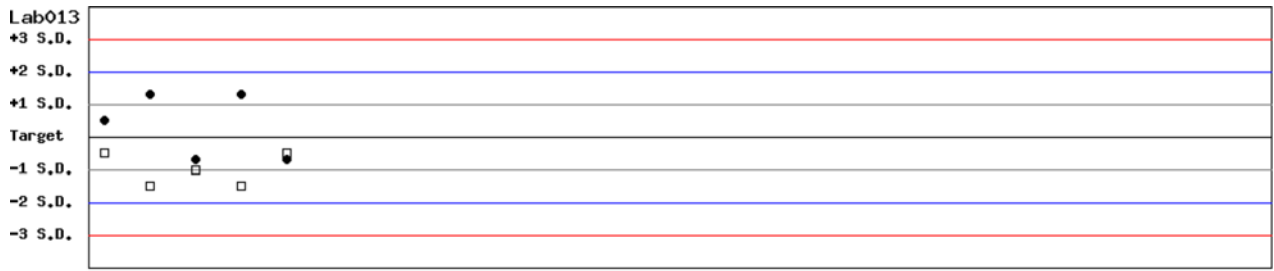 Lab013
+3 S.D.
+2 S.D.
+1 S.D.
Target
-1 S.D.
-2 S.D.
-3 S.D.